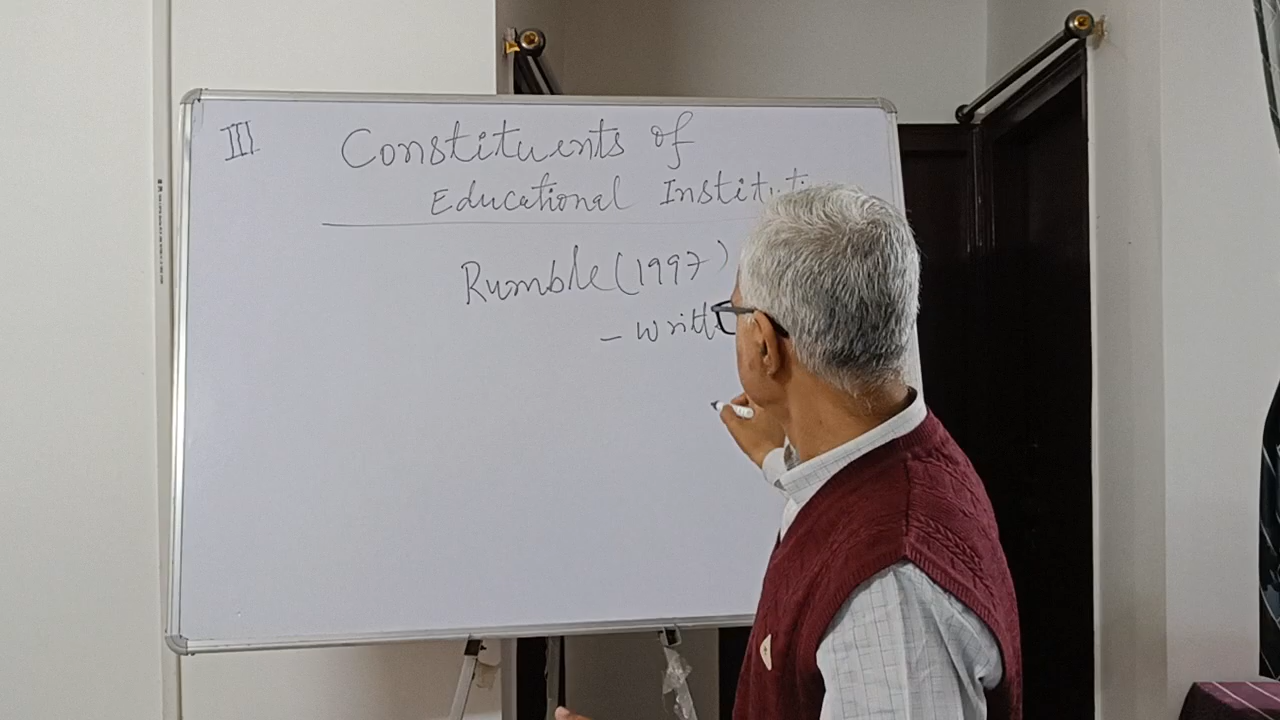 III.
Constituents of
Educational
Rumble (1997)
-